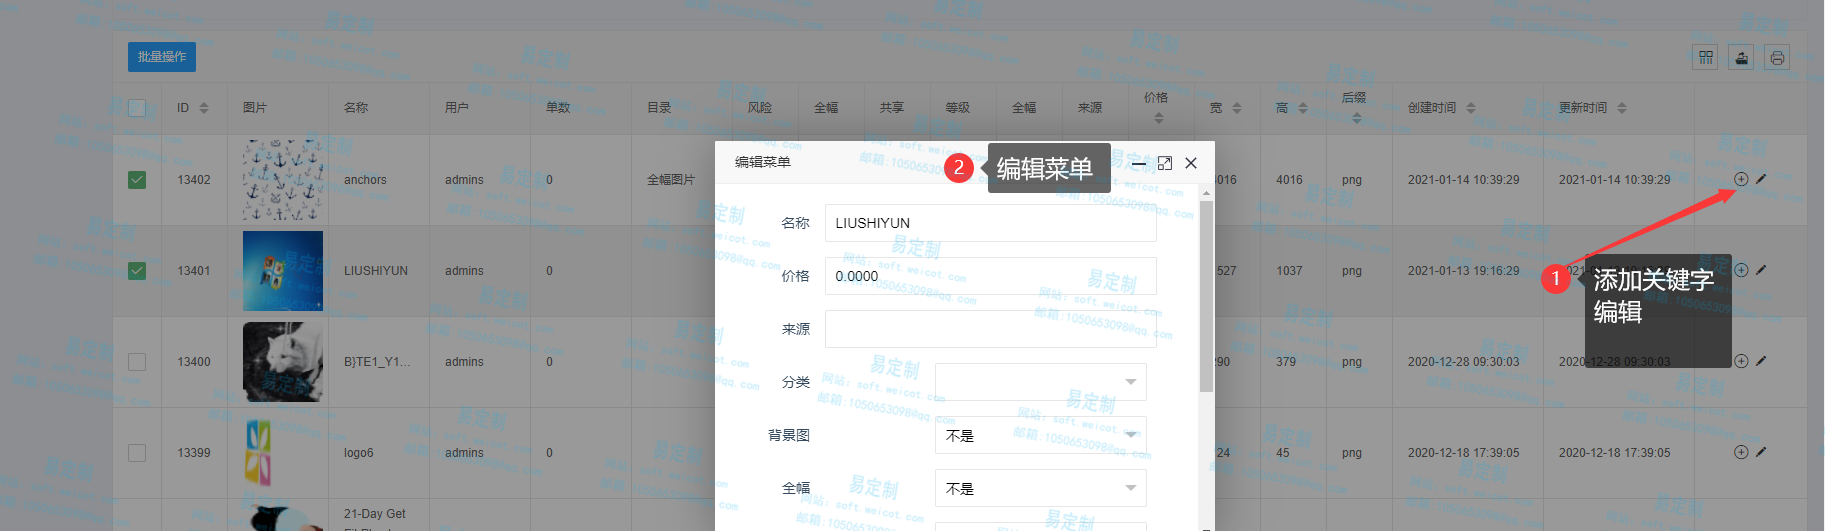 批量操作
ID 图片 名称 用户 单数 目录 风险 全幅 共享 等级 全幅 来源 价格 宽 高 后缀 创建时间 更新时间
13402 anchors admins 0 全幅图片 4016 4016 png 2021-01-14 10:39:29 2021-01-14 10:39:29
13401 LIUSHIYUN admins 0 527 1037 png 2021-01-13 19:16:29
13400 B}TE1_Y1... admins 0 290 379 png 2020-12-28 09:30:03 2020-12-28 09:30:03
13399 logo6 admins 0 24 45 png 2020-12-18 17:39:05 2020-12-18 17:39:05
21-Day Get
编辑菜单
2 编辑菜单
名称 LIUSHIYUN
价格 0.0000
来源
分类
背景图 不是
全幅 不是
1 添加关键字
编辑
易定制
网站：soft.weicot.com
邮箱:1050653098@qq.com